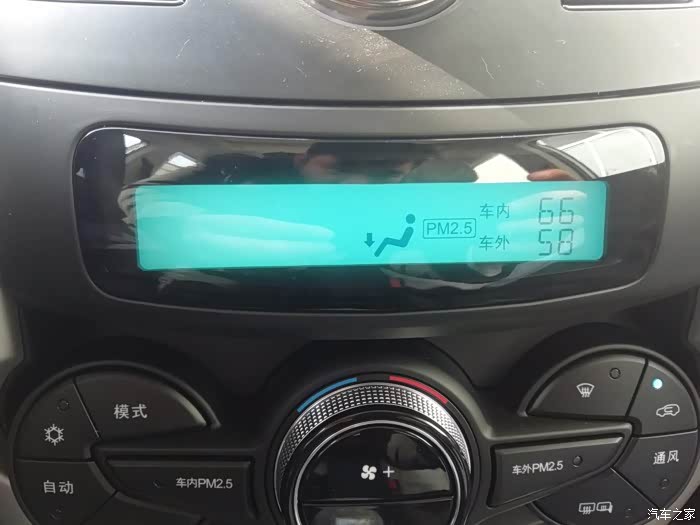 PM2.5
车内 66
车外 58
模式
自动
车内PM2.5
+
车外PM2.5
通风
汽车之家